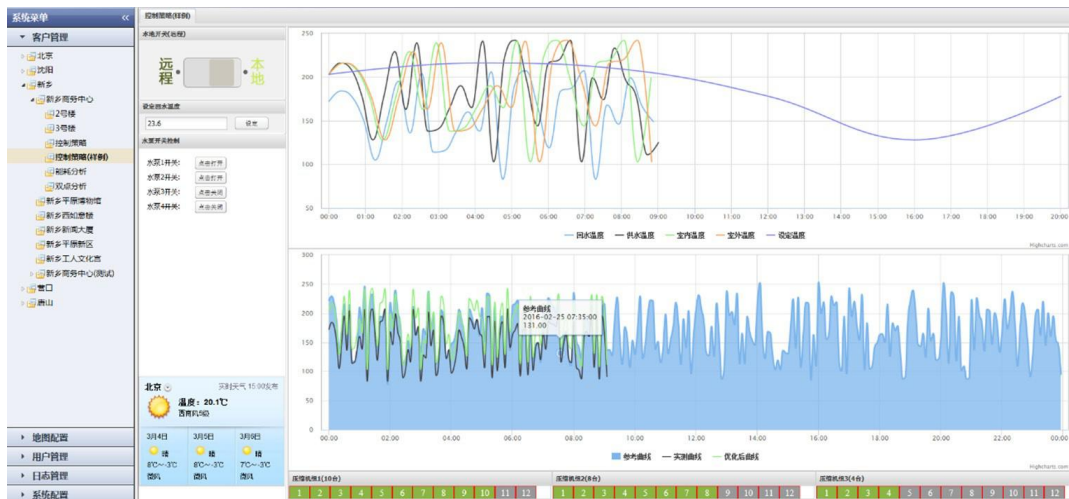 系统菜单
«
客户管理
北京
沈阳
新乡
新乡商务中心
2号楼
3号楼
控制策略
控制策略(样例)
能耗分析
双点分析
新乡平原博物馆
新乡西如意楼
新乡新闻大厦
新乡平原新区
新乡工人文化宫
新乡商务中心(测试)
营口
唐山
地图配置
用户管理
日志管理
系统配置
控制策略(样例)
本地开关(远程)
远程
本地
设定回水温度
23.6
设定
水泵开关控制
水泵1开关: 点击打开
水泵2开关: 点击打开
水泵3开关: 点击关闭
水泵4开关: 点击关闭
北京
实时天气 15:00发布
温度:20.1℃
西南风5级
3月4日 3月5日 3月6日
晴 晴 晴
8℃~-3℃ 8℃~-3℃ 7℃~-3℃
微风 微风 微风
250
200
150
100
50
00:00 01:00 02:00 03:00 04:00 05:00 06:00 07:00 08:00 09:00 10:00 11:00 12:00 13:00 14:00 15:00 16:00 17:00 18:00 19:00 20:00
回水温度 供水温度 室内温度 室外温度 设定温度
Highcharts.com
300
250
200
150
100
50
0
参考曲线
2016-02-25 07:35:00
131.00
00:00 02:00 04:00 06:00 08:00 10:00 12:00 14:00 16:00 18:00 20:00 22:00 00:00
参考曲线 实测曲线 优化后曲线
Highcharts.com
压缩机组1(10台) 压缩机组2(8台) 压缩机组3(4台)
1 2 3 4 5 6 7 8 9 10 11 12 1 2 3 4 5 6 7 8 9 10 11 12 1 2 3 4 5 6 7 8 9 10 11 12